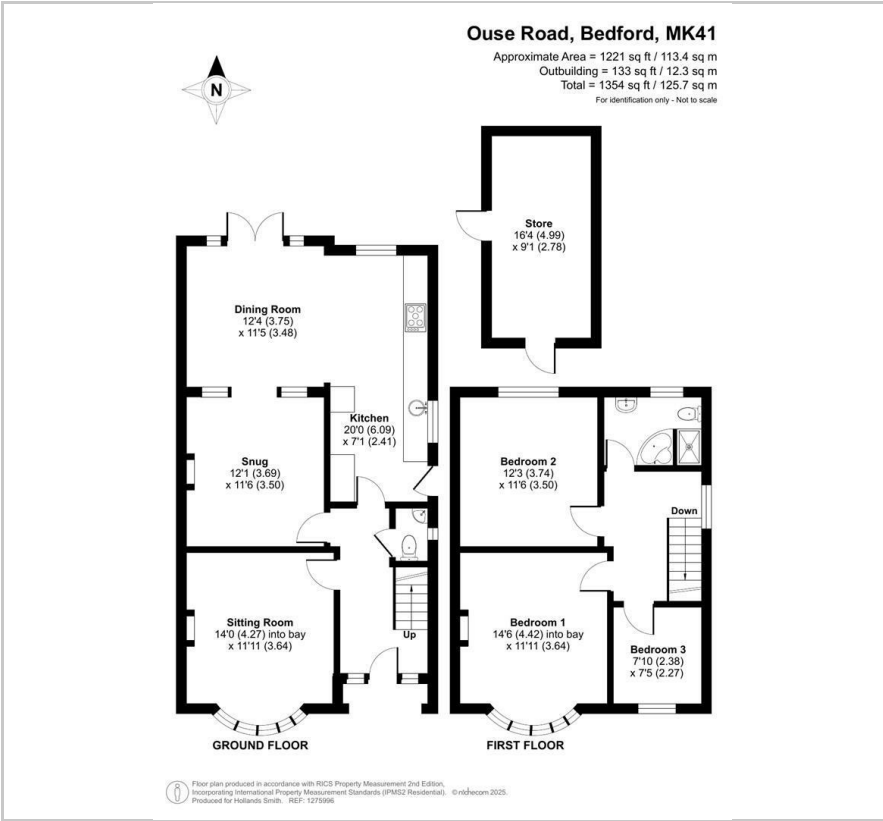 Ouse Road, Bedford, MK41
Approximate Area = 1221 sq ft / 113.4 sq m
Outbuilding = 133 sq ft / 12.3 sq m
Total = 1354 sq ft / 125.7 sq m
For identification only - Not to scale
N
Store
16'4 (4.99)
x 9'1 (2.78)
Dining Room
12'4 (3.75)
x 11'5 (3.48)
Kitchen
20'0 (6.09)
x 7'1 (2.41)
Snug
12'1 (3.69)
x 11'6 (3.50)
Bedroom 2
12'3 (3.74)
x 11'6 (3.50)
Down
Sitting Room
14'0 (4.27) into bay
x 11'11 (3.64)
Up
Bedroom 1
14'6 (4.42) into bay
x 11'11 (3.64)
Bedroom 3
7'10 (2.38)
x 7'5 (2.27)
GROUND FLOOR
FIRST FLOOR
Floor plan produced in accordance with RICS Property Measurement 2nd Edition,
Incorporating International Property Measurement Standards (IPMS2 Residential). © nichecom 2025.
Produced for Hollands Smith. REF: 1275996